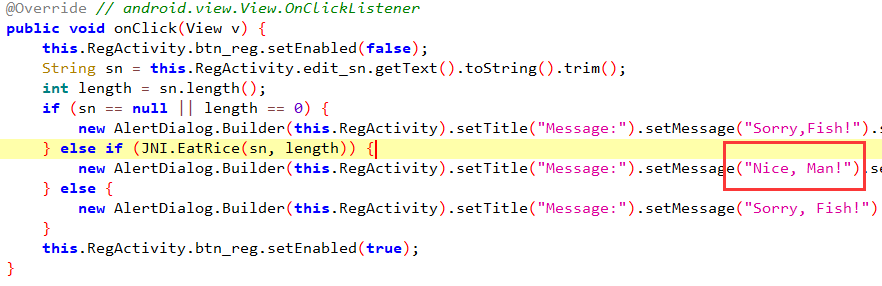 @Override // android.view.View.OnClickListener
public void onClick(View v) {
    this.RegActivity.btn_reg.setEnabled(false);
    String sn = this.RegActivity.edit_sn.getText().toString().trim();
    int length = sn.length();
    if (sn == null || length == 0) {
        new AlertDialog.Builder(this.RegActivity).setTitle("Message:").setMessage("Sorry,Fish!").s
    } else if (JNI.EatRice(sn, length)) {
        new AlertDialog.Builder(this.RegActivity).setTitle("Message:").setMessage("Nice, Man!").se
    } else {
        new AlertDialog.Builder(this.RegActivity).setTitle("Message:").setMessage("Sorry, Fish!")
    }
    this.RegActivity.btn_reg.setEnabled(true);
}